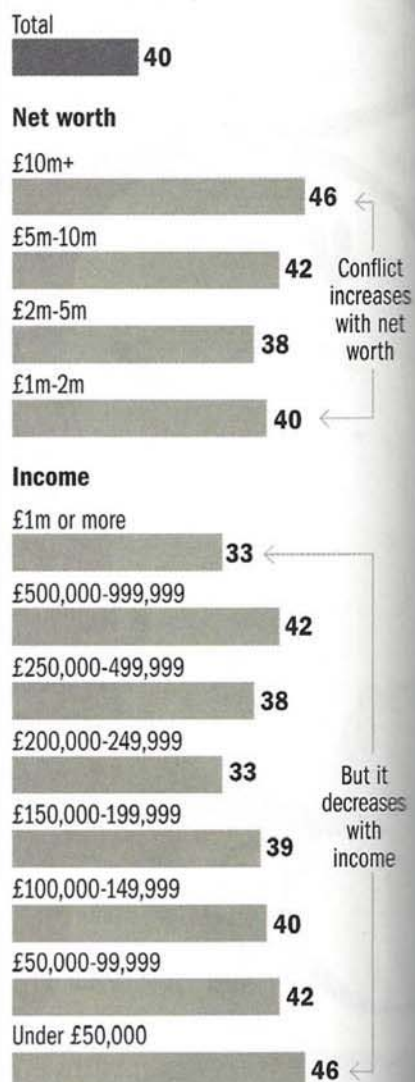 Total
40
Net worth
£10m+
46
£5m-10m
42
£2m-5m
38
£1m-2m
40
Conflict
increases
with net
worth
Income
£1m or more
33
£500,000-999,999
42
£250,000-499,999
38
£200,000-249,999
33
£150,000-199,999
39
£100,000-149,999
40
£50,000-99,999
42
Under £50,000
46
But it
decreases
with
income